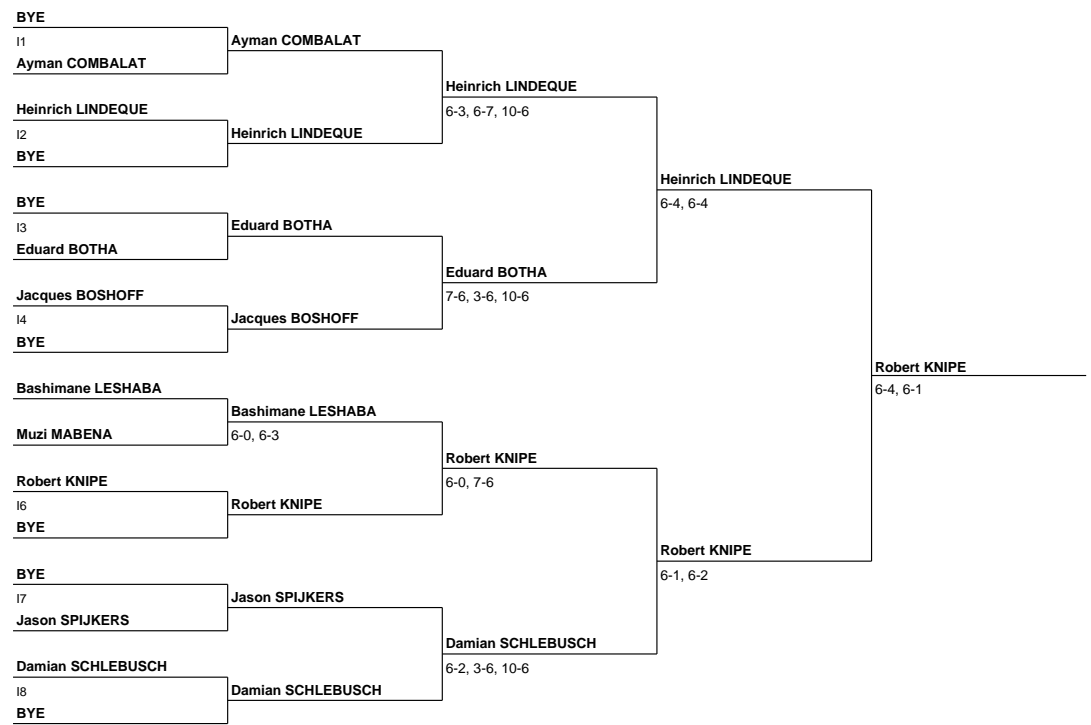 BYE
I1
Ayman COMBALAT
Heinrich LINDEQUE
I2
BYE
BYE
I3
Eduard BOTHA
Jacques BOSHOFF
I4
BYE
Bashimane LESHABA
Muzi MABENA
Robert KNIPE
I6
BYE
BYE
I7
Jason SPIJKERS
Damian SCHLEBUSCH
I8
BYE
Ayman COMBALAT
Heinrich LINDEQUE
Eduard BOTHA
Jacques BOSHOFF
Bashimane LESHABA
6-0, 6-3
Robert KNIPE
Jason SPIJKERS
Damian SCHLEBUSCH
Heinrich LINDEQUE
6-3, 6-7, 10-6
Eduard BOTHA
7-6, 3-6, 10-6
Robert KNIPE
6-0, 7-6
Damian SCHLEBUSCH
6-2, 3-6, 10-6
Heinrich LINDEQUE
6-4, 6-4
Robert KNIPE
6-1, 6-2
Robert KNIPE
6-4, 6-1